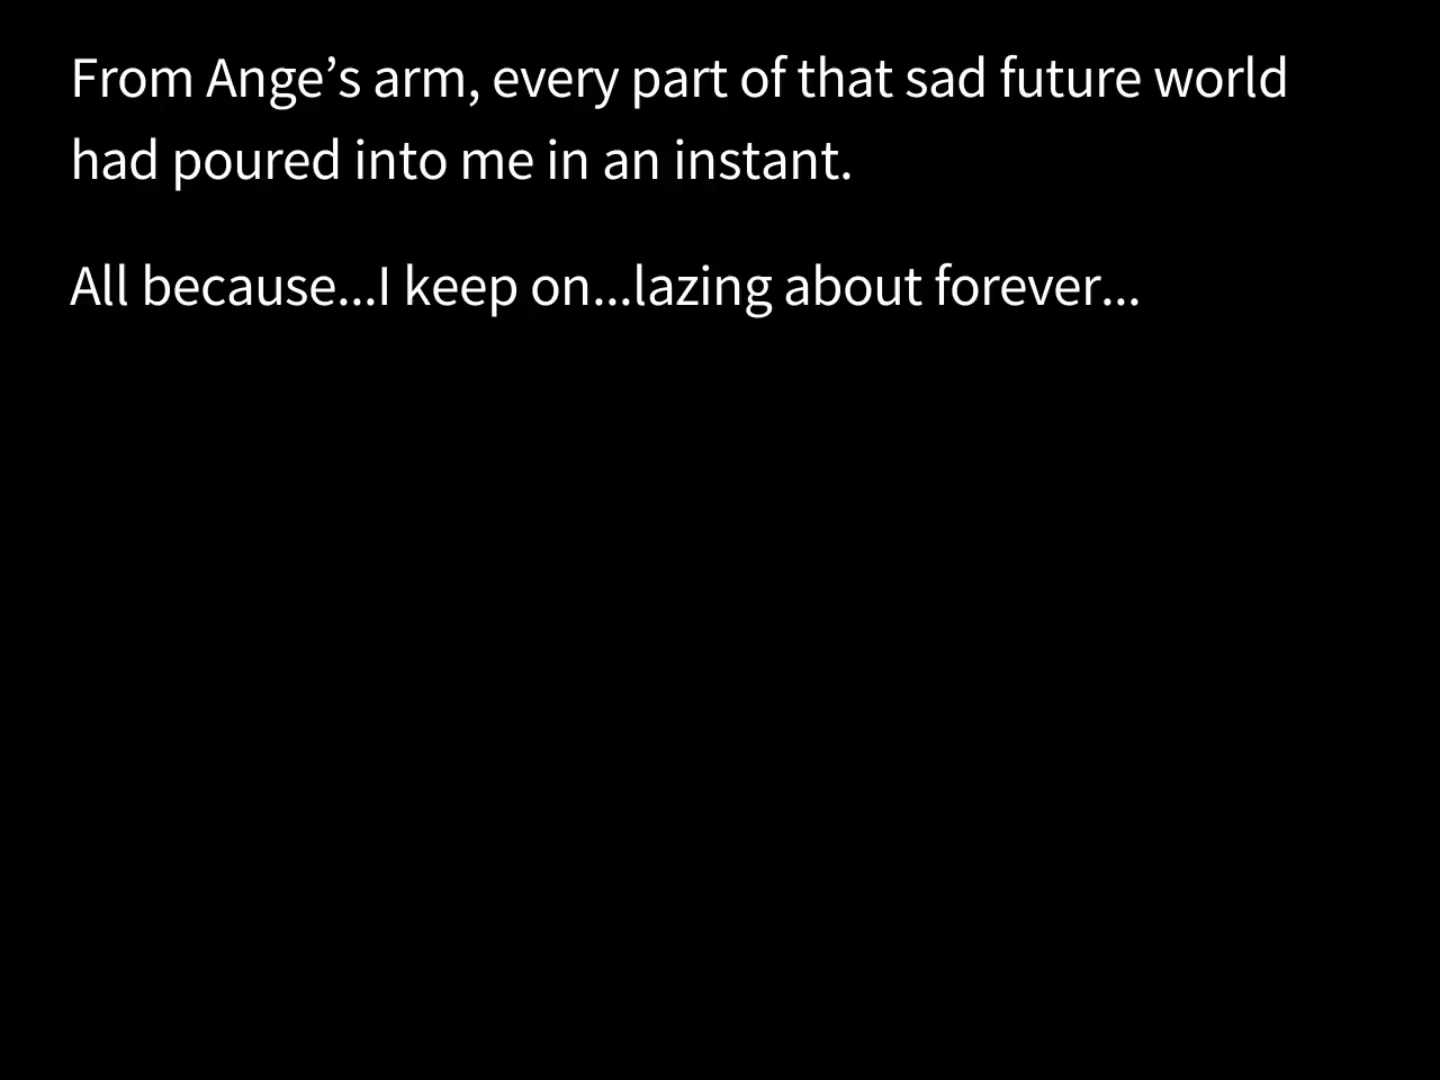 From Ange’s arm, every part of that sad future world
had poured into me in an instant.
All because...I keep on...lazing about forever...